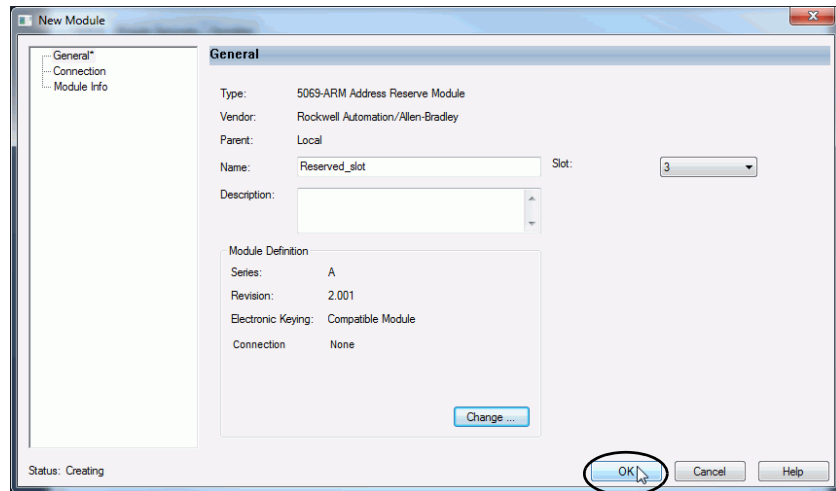 New Module
General*
Connection
Module Info
General
Type: 5069-ARM Address Reserve Module
Vendor: Rockwell Automation/Allen-Bradley
Parent: Local
Name: Reserved_slot Slot: 3
Description:
Module Definition
Series: A
Revision: 2.001
Electronic Keying: Compatible Module
Connection None
Change ...
Status: Creating OK Cancel Help